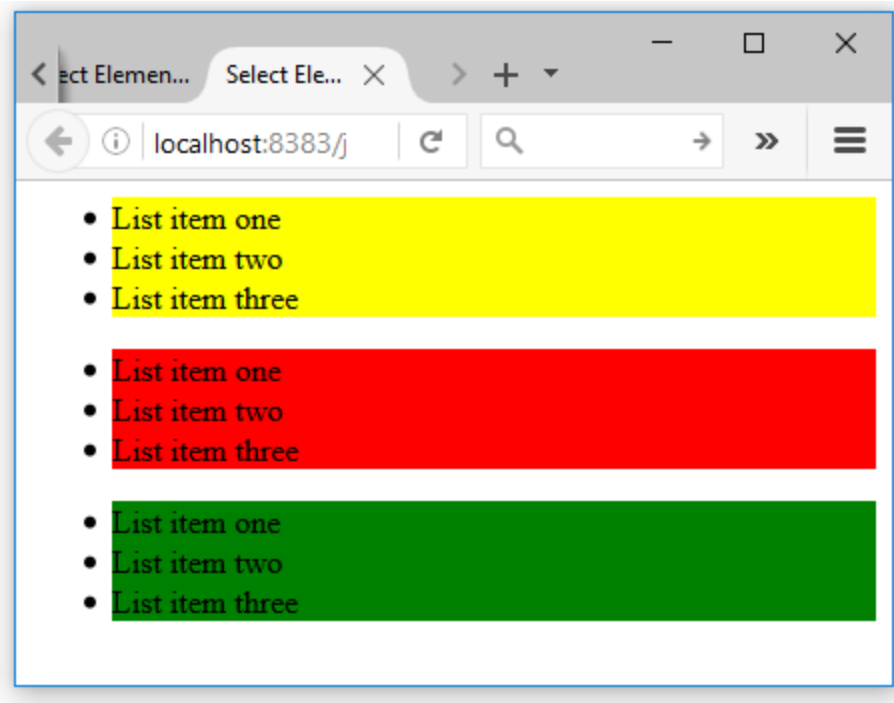 ect Elemen...
Select Ele...
localhost:8383/j
List item one
List item two
List item three
List item one
List item two
List item three
List item one
List item two
List item three